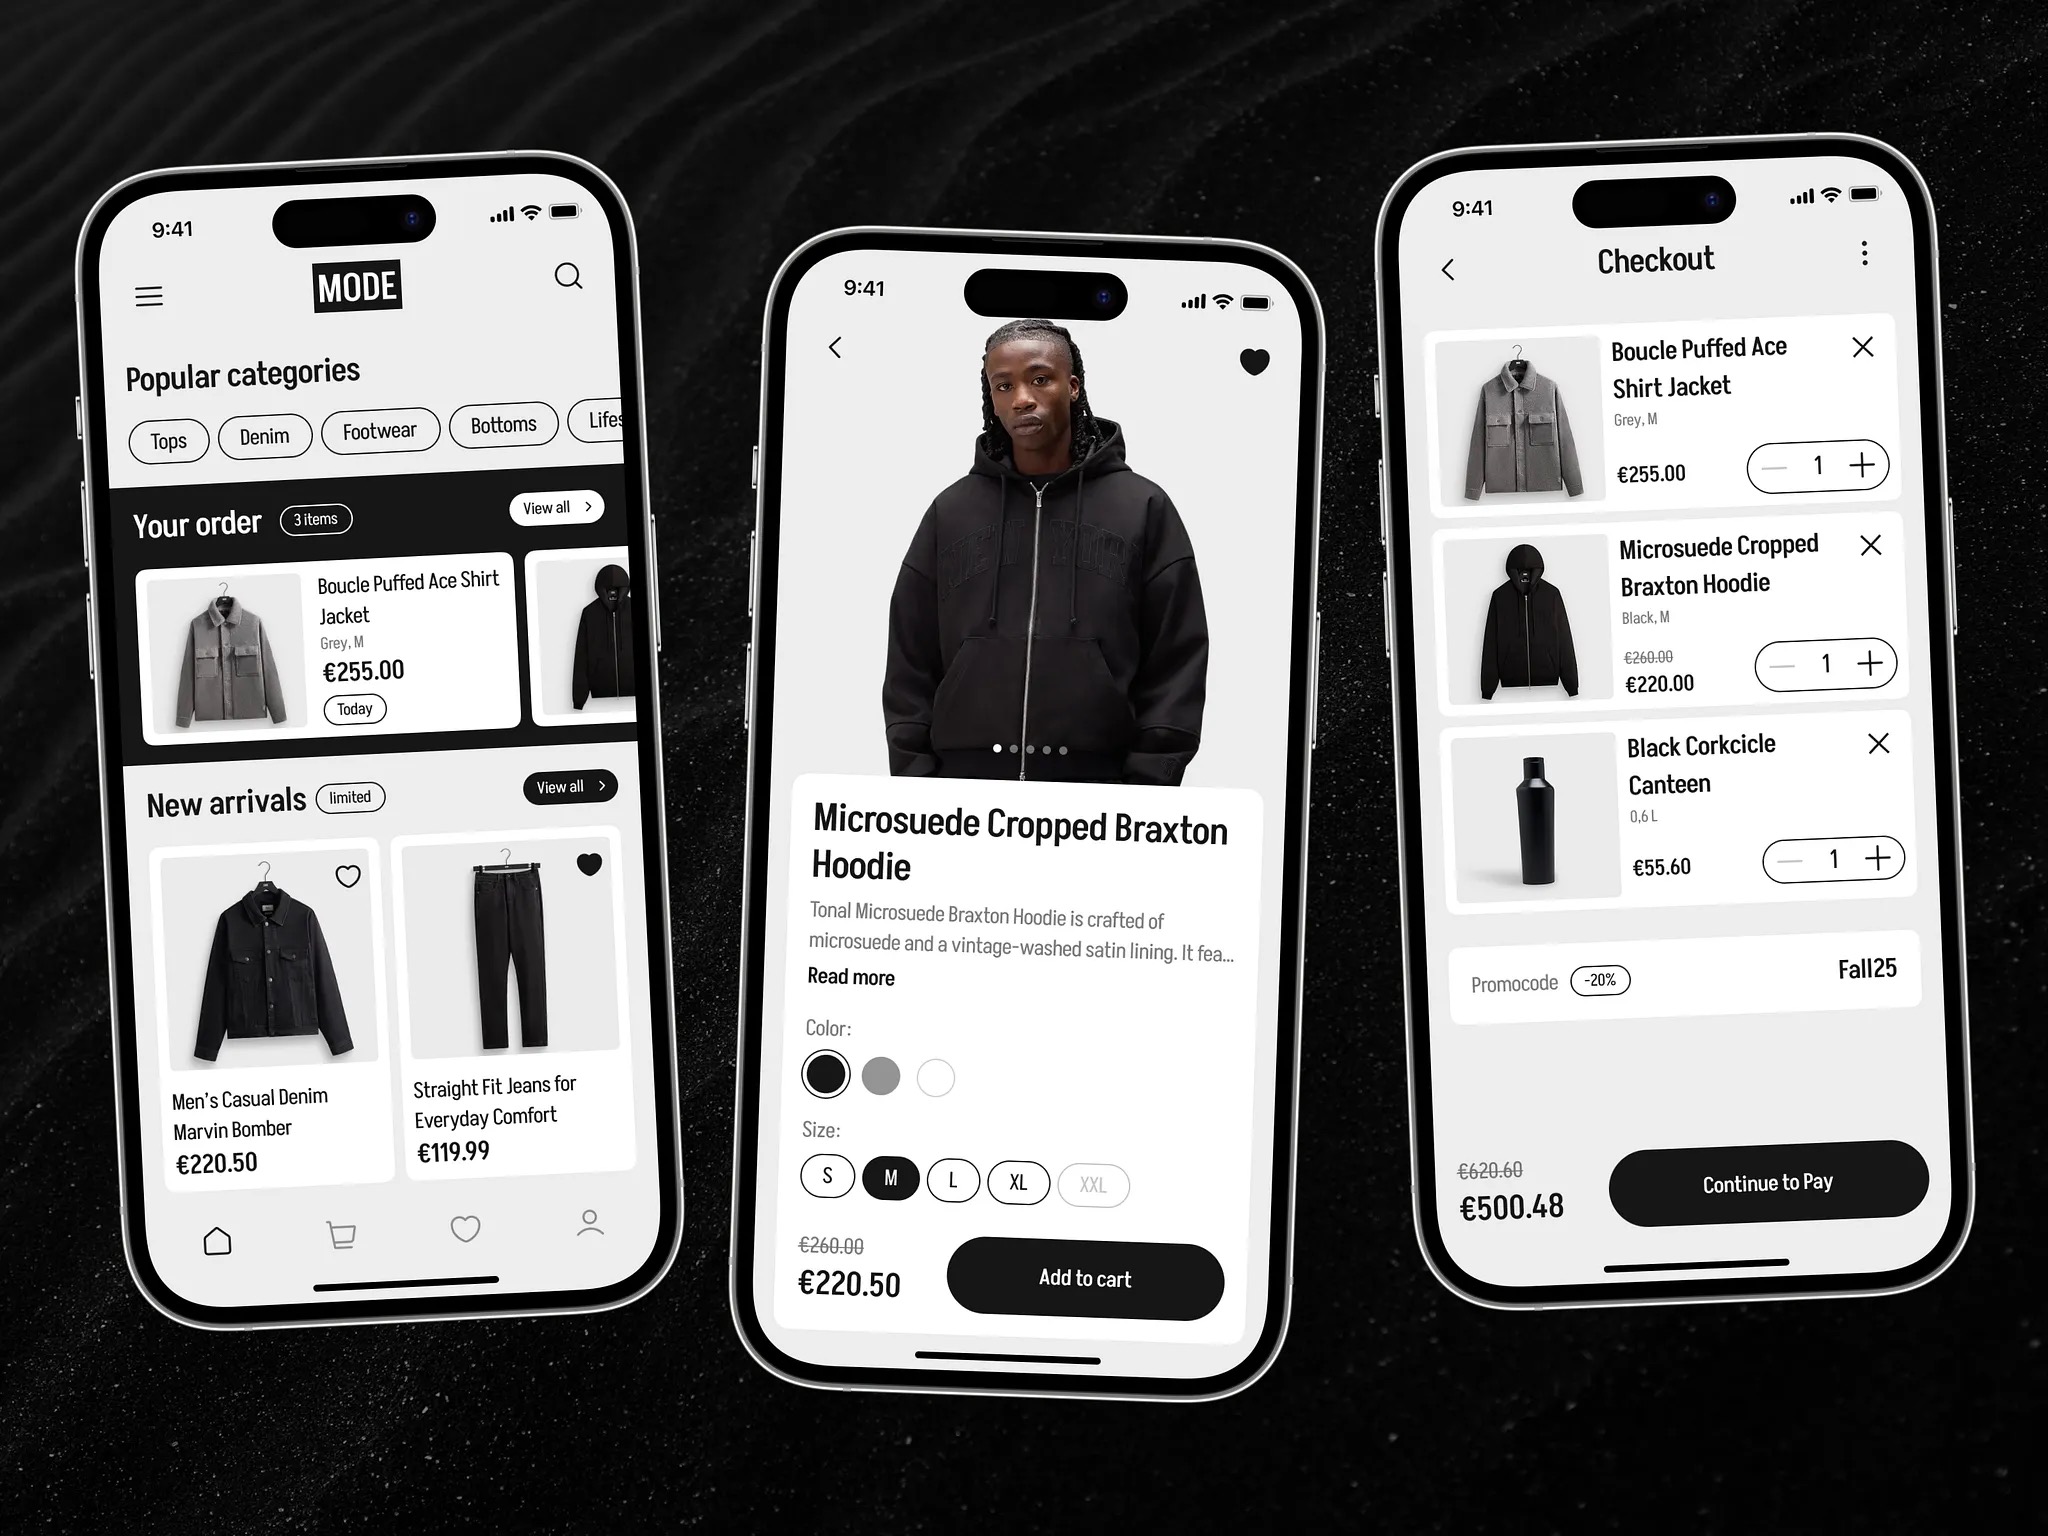 9:41
MODE
Popular categories
Tops
Denim
Footwear
Bottoms
Lifes
Your order
3 items
View all
Boucle Puffed Ace Shirt
Jacket
Grey, M
€255.00
Today
New arrivals
limited
View all
Men's Casual Denim
Marvin Bomber
€220.50
Straight Fit Jeans for
Everyday Comfort
€119.99
9:41
NEW YORK
Microsuede Cropped Braxton
Hoodie
Tonal Microsuede Braxton Hoodie is crafted of
microsuede and a vintage-washed satin lining. It fea...
Read more
Color:
Size:
S
M
L
XL
XXL
€260.00
€220.50
Add to cart
9:41
Checkout
Boucle Puffed Ace
Shirt Jacket
Grey, M
€255.00
1
Microsuede Cropped
Braxton Hoodie
Black, M
€260.00
€220.00
1
Black Corkcicle
Canteen
0,6 L
€55.60
1
Promocode
-20%
Fall25
€620.60
€500.48
Continue to Pay